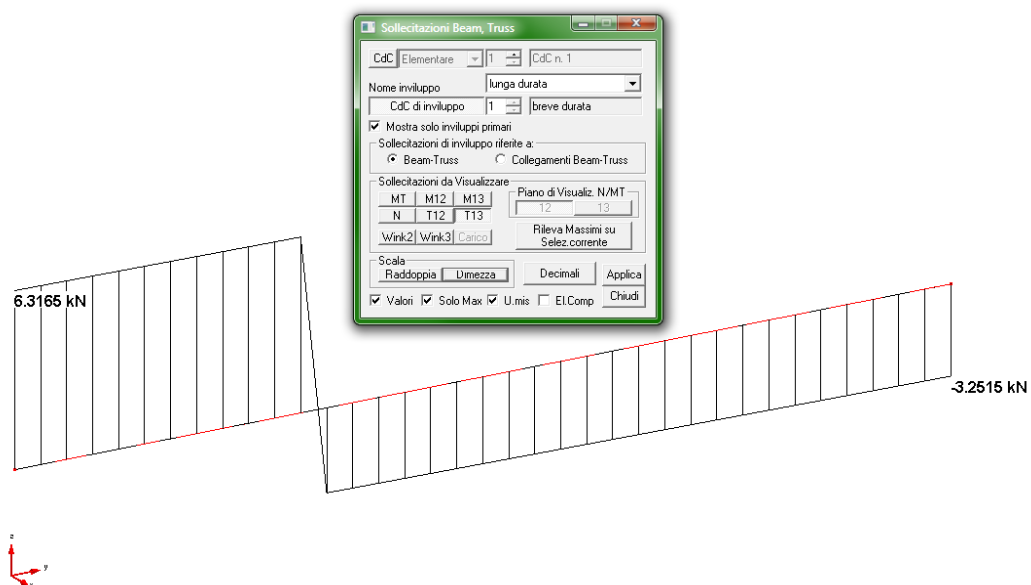 Sollecitazioni Beam, Truss
CdC Elementare 1 CdC n. 1
Nome inviluppo lunga durata
CdC di inviluppo 1 breve durata
Mostra solo inviluppi primari
Sollecitazioni di inviluppo riferite a:
Beam-Truss Collegamenti Beam-Truss
Sollecitazioni da Visualizzare
Piano di Visualiz. N/MT
MT M12 M13
12 13
N T12 T13
Rileva Massimi su
Selez.corrente
Wink2 Wink3 Carico
Scala
Raddoppia Dimezza Decimali Applica
Valori Solo Max U.mis El.Comp Chiudi
6.3165 kN
-3.2515 kN
z
y
x